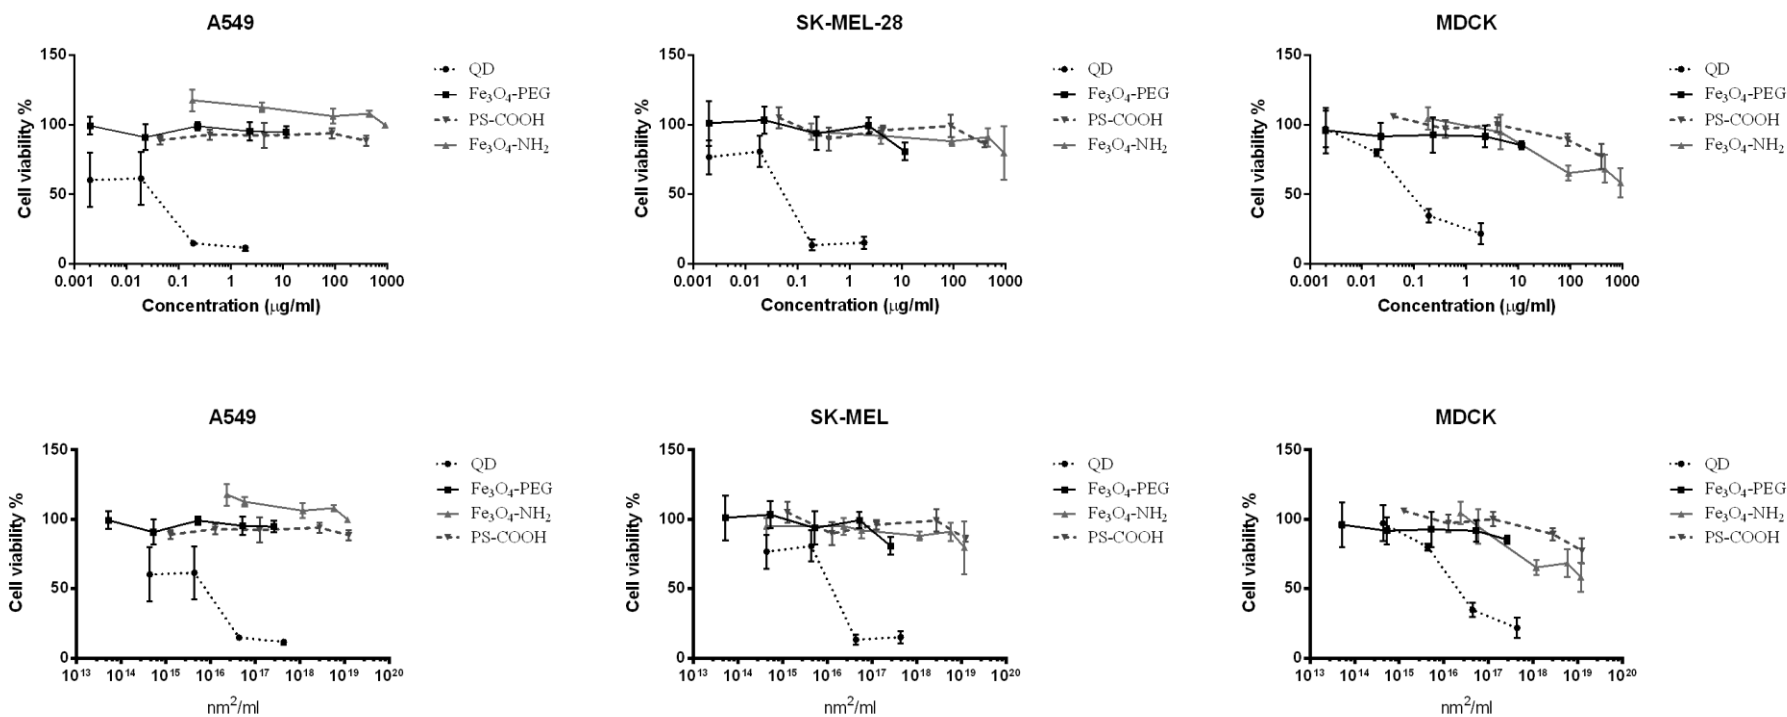 A549
150
100
50
0
Cell viability %
0.001 0.01 0.1 1 10 100 1000
Concentration (µg/ml)
QD
Fe₃O₄-PEG
PS-COOH
Fe₃O₄-NH₂
SK-MEL-28
150
100
50
0
Cell viability %
0.001 0.01 0.1 1 10 100 1000
Concentration (µg/ml)
QD
Fe₃O₄-PEG
PS-COOH
Fe₃O₄-NH₂
MDCK
150
100
50
0
Cell viability %
0.001 0.01 0.1 1 10 100 1000
Concentration (µg/ml)
QD
Fe₃O₄-PEG
PS-COOH
Fe₃O₄-NH₂
A549
150
100
50
0
Cell viability %
10¹³ 10¹⁴ 10¹⁵ 10¹⁶ 10¹⁷ 10¹⁸ 10¹⁹ 10²⁰
nm²/ml
QD
Fe₃O₄-PEG
Fe₃O₄-NH₂
PS-COOH
SK-MEL
150
100
50
0
Cell viability %
10¹³ 10¹⁴ 10¹⁵ 10¹⁶ 10¹⁷ 10¹⁸ 10¹⁹ 10²⁰
nm²/ml
QD
Fe₃O₄-PEG
Fe₃O₄-NH₂
PS-COOH
MDCK
150
100
50
0
Cell viability %
10¹³ 10¹⁴ 10¹⁵ 10¹⁶ 10¹⁷ 10¹⁸ 10¹⁹ 10²⁰
nm²/ml
QD
Fe₃O₄-PEG
Fe₃O₄-NH₂
PS-COOH